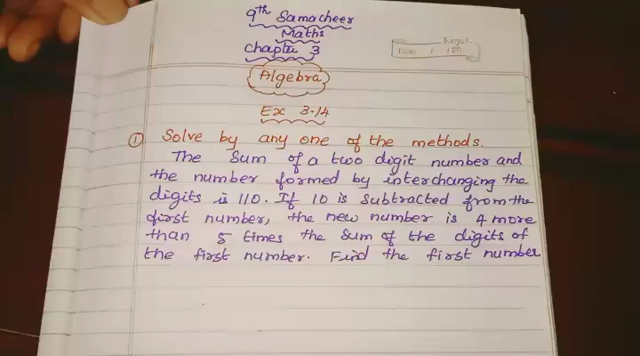 9th Samacheer
Maths
Chapter 3
Algebra
Ex 3.14
① Solve by any one of the methods.
The Sum of a two digit number and
the number formed by interchanging the
digits is 110. If 10 is subtracted from the
first number, the new number is 4 more
than 5 times the sum of the digits of
the first number. Find the first number